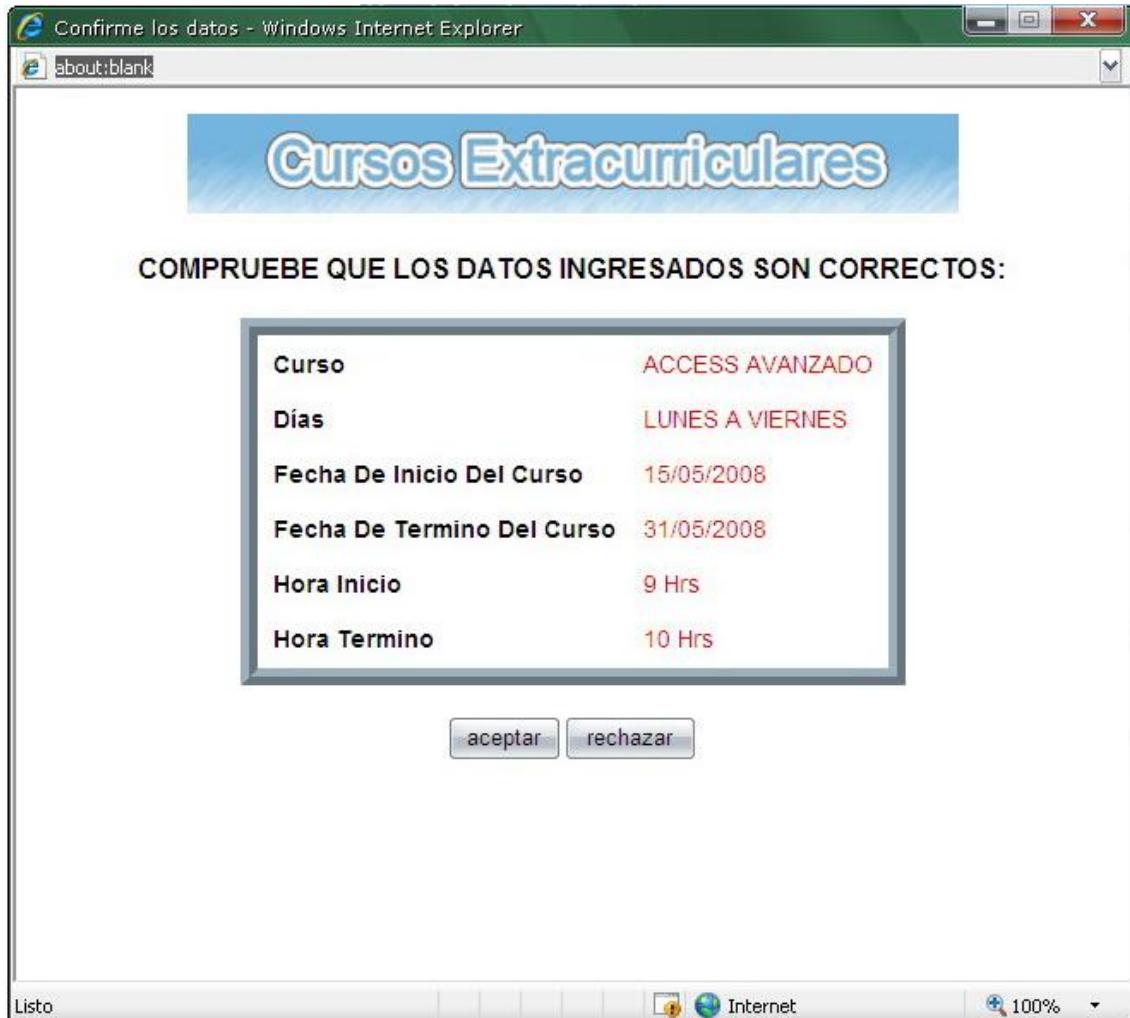 Confirme los datos - Windows Internet Explorer
about:blank
Cursos Extracurriculares
COMPRUEBE QUE LOS DATOS INGRESADOS SON CORRECTOS:
Curso ACCESS AVANZADO
Días LUNES A VIERNES
Fecha De Inicio Del Curso 15/05/2008
Fecha De Termino Del Curso 31/05/2008
Hora Inicio 9 Hrs
Hora Termino 10 Hrs
aceptar rechazar
Listo Internet 100%